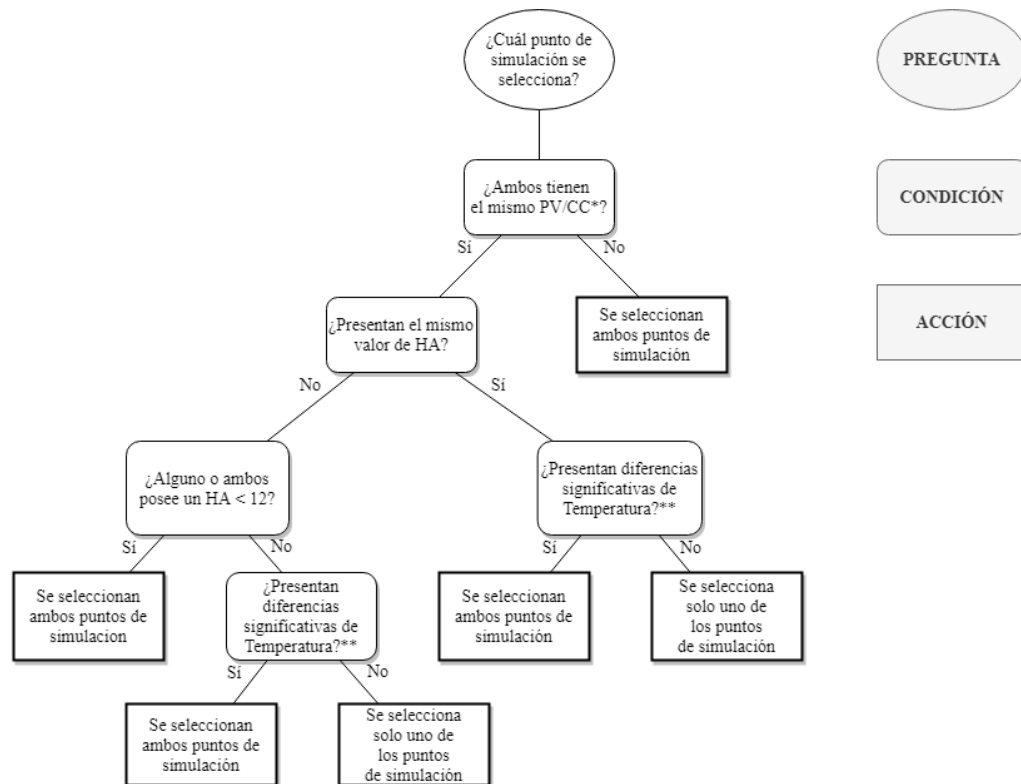 ¿Cuál punto de
simulación se
selecciona?
PREGUNTA
¿Ambos tienen
el mismo PV/CC*?
CONDICIÓN
Sí
No
¿Presentan el mismo
valor de HA?
Se seleccionan
ambos puntos de
simulación
ACCIÓN
No
Sí
¿Alguno o ambos
posee un HA < 12?
¿Presentan diferencias
significativas de
Temperatura?**
Sí
No
Sí
No
Se seleccionan
ambos puntos de
simulacion
¿Presentan
diferencias
significativas de
Temperatura?**
Se seleccionan
ambos puntos de
simulación
Se selecciona
solo uno de
los puntos
de simulación
Sí
No
Se seleccionan
ambos puntos de
simulación
Se selecciona
solo uno de
los puntos
de simulación